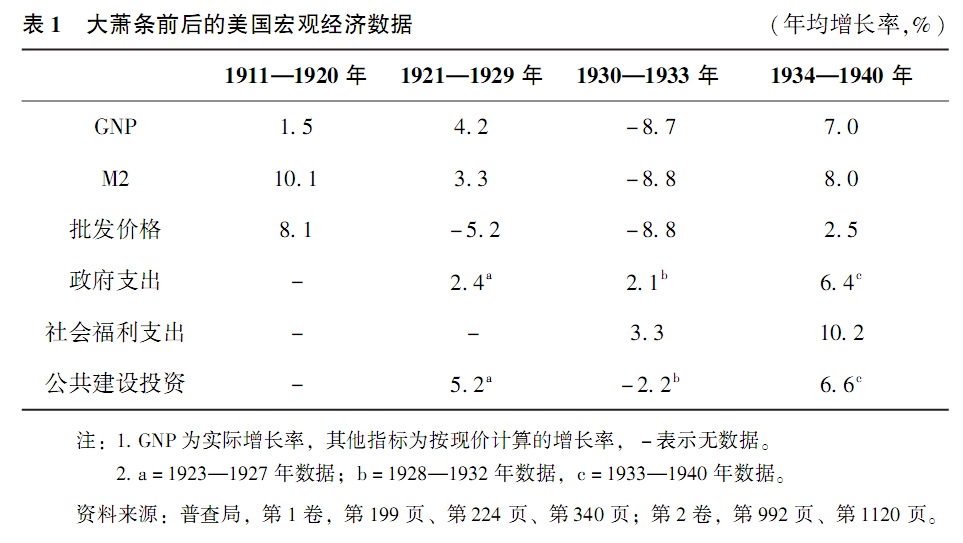 表1 大萧条前后的美国宏观经济数据 (年均增长率,%)
1911—1920 年 1921—1929 年 1930—1933 年 1934—1940 年
GNP 1.5 4.2 -8.7 7.0
M2 10.1 3.3 -8.8 8.0
批发价格 8.1 -5.2 -8.8 2.5
政府支出 - 2.4ᵃ 2.1ᵇ 6.4ᶜ
社会福利支出 - - 3.3 10.2
公共建设投资 - 5.2ᵃ -2.2ᵇ 6.6ᶜ
注：1. GNP 为实际增长率，其他指标为按现价计算的增长率，-表示无数据。
2. a = 1923—1927 年数据；b = 1928—1932 年数据，c = 1933—1940 年数据。
资料来源：普查局，第 1 卷，第 199 页、第 224 页、第 340 页；第 2 卷，第 992 页、第 1120 页。